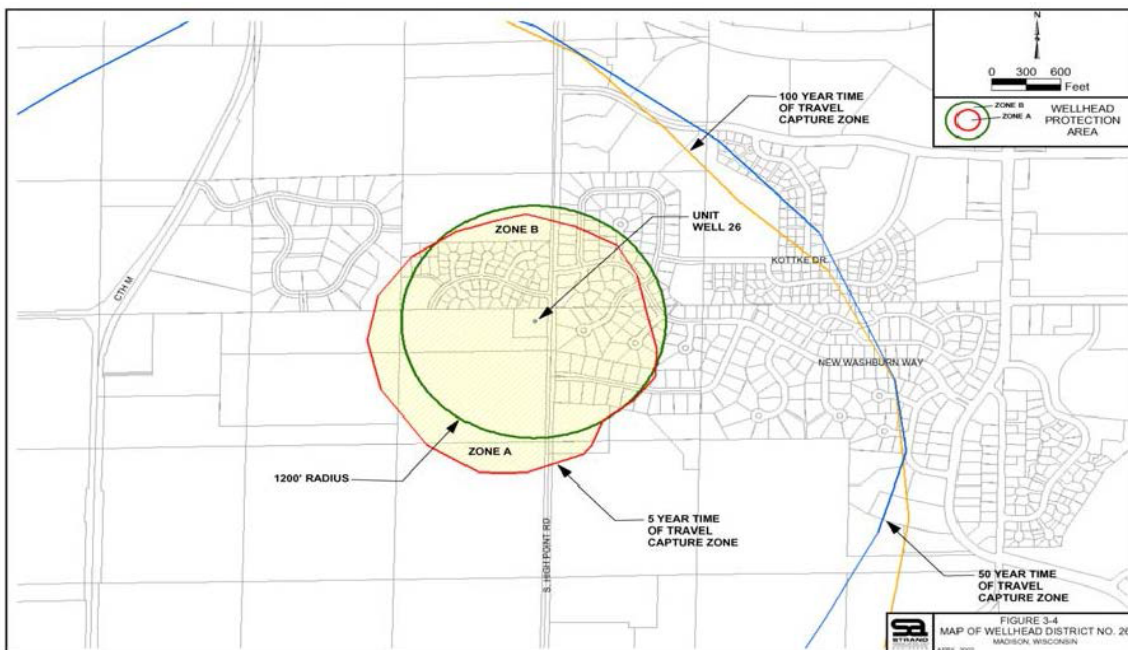 N
0 300 600
Feet
ZONE B
ZONE A
WELLHEAD
PROTECTION
AREA
100 YEAR TIME
OF TRAVEL
CAPTURE ZONE
UNIT
WELL 26
ZONE B
KOTTKE DR.
CTH M
NEW WASHBURN WAY
ZONE A
1200' RADIUS
5 YEAR TIME
OF TRAVEL
CAPTURE ZONE
S. HIGH POINT RD
50 YEAR TIME
OF TRAVEL
CAPTURE ZONE
sa
STRAND
FIGURE 3-4
MAP OF WELLHEAD DISTRICT NO. 26
MADISON, WISCONSIN